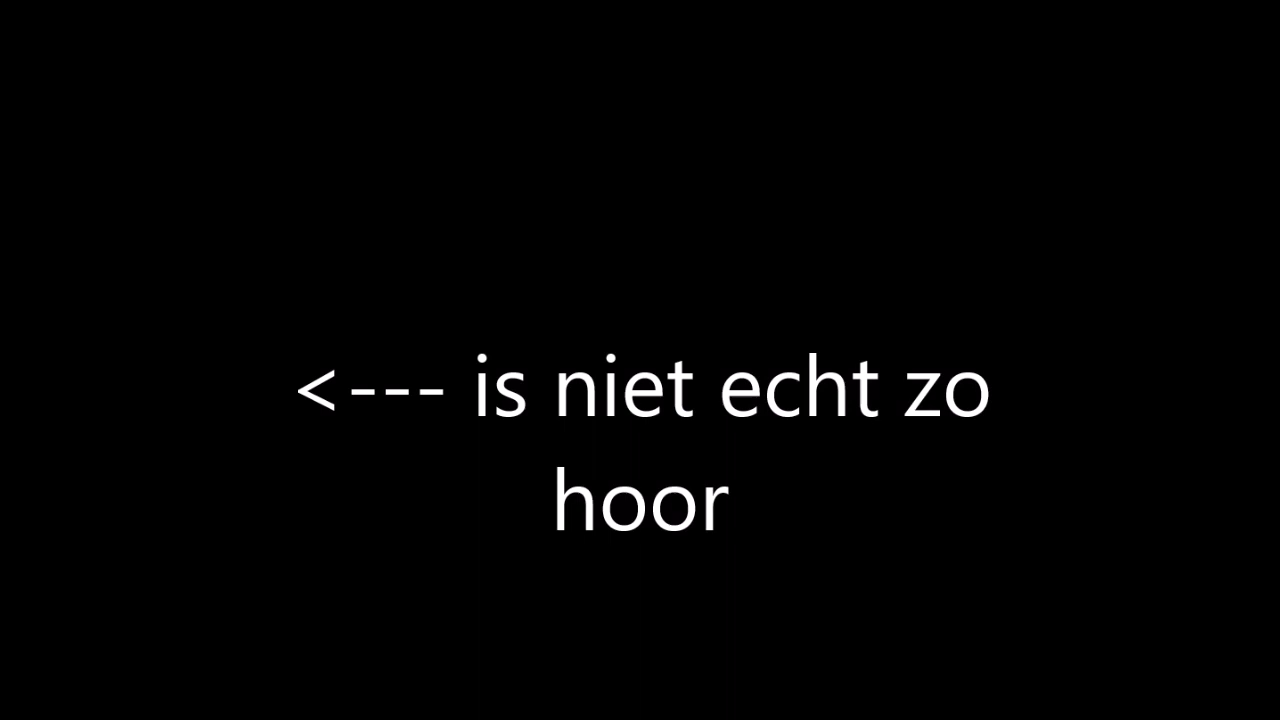 <--- is niet echt zo
hoor